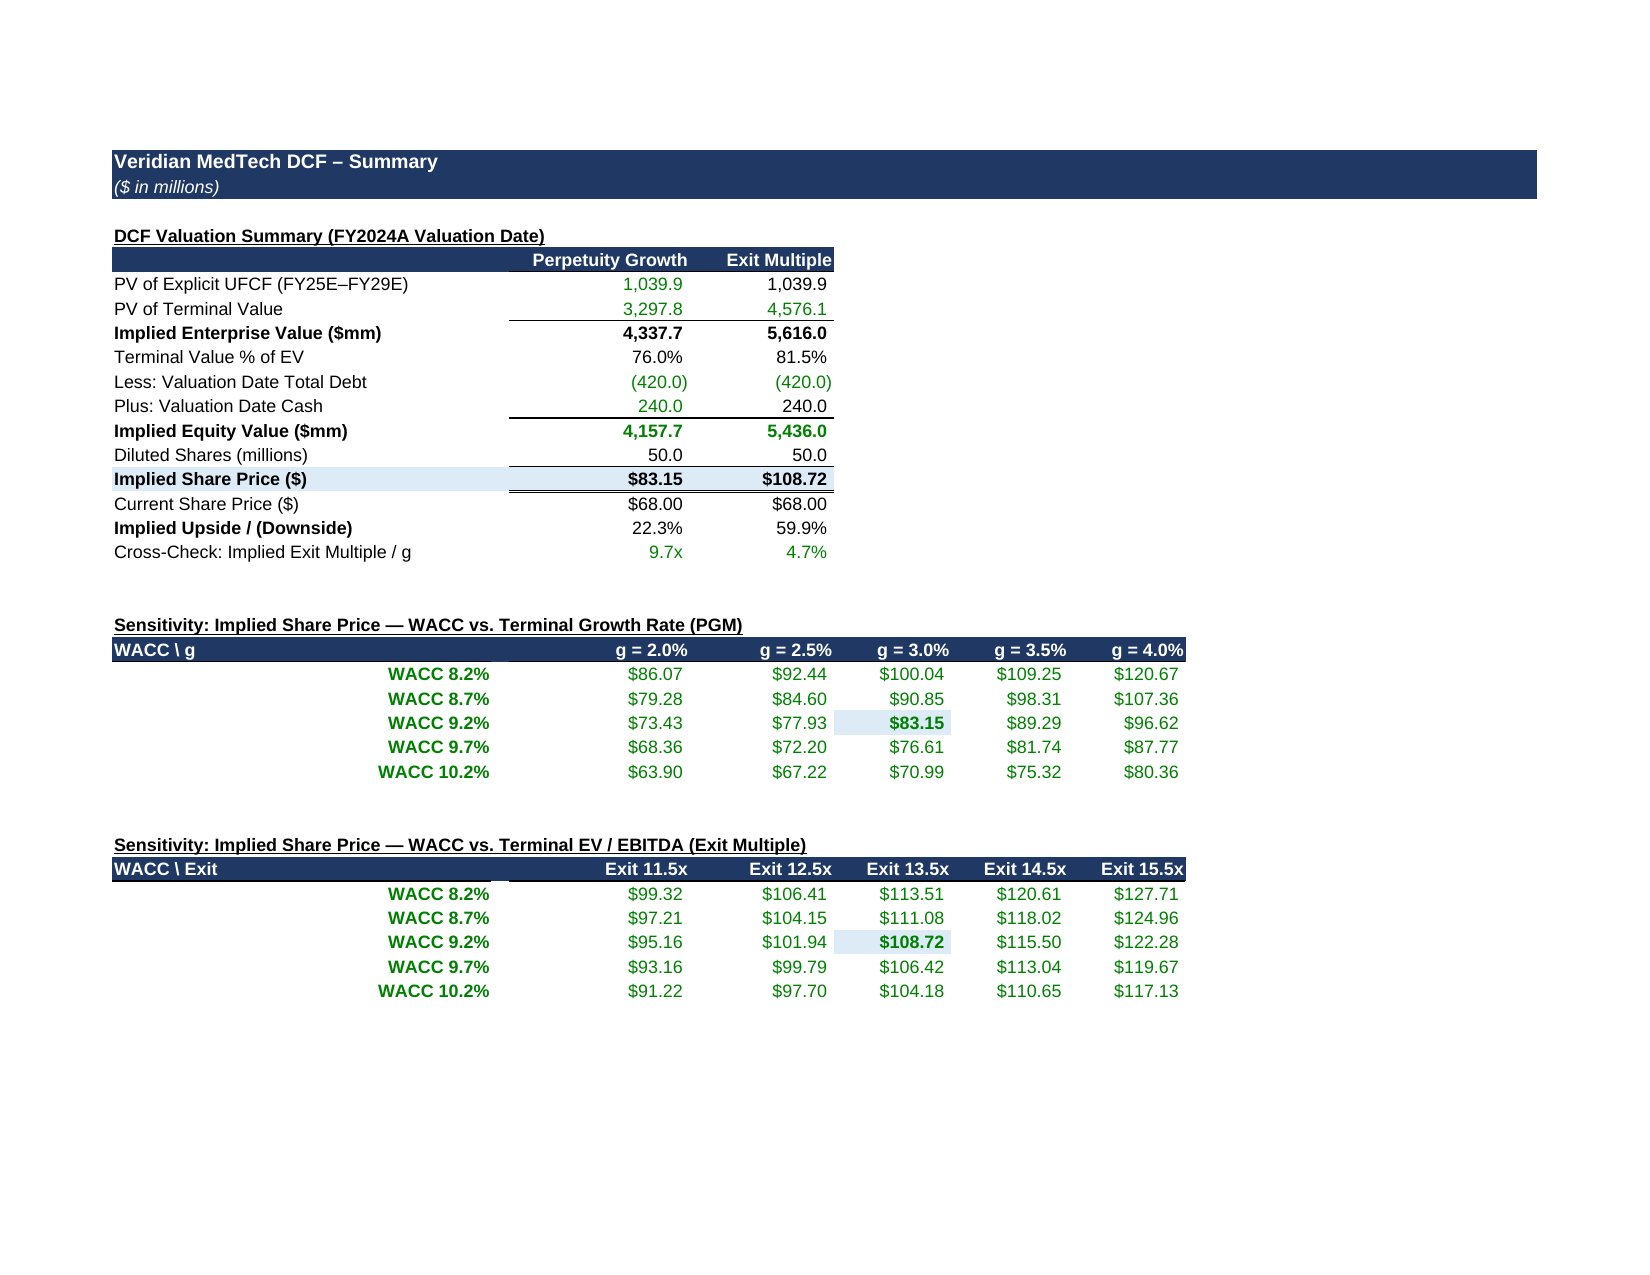 Veridian MedTech DCF – Summary
($ in millions)
DCF Valuation Summary (FY2024A Valuation Date)
Perpetuity Growth Exit Multiple
PV of Explicit UFCF (FY25E–FY29E) 1,039.9 1,039.9
PV of Terminal Value 3,297.8 4,576.1
Implied Enterprise Value ($mm) 4,337.7 5,616.0
Terminal Value % of EV 76.0% 81.5%
Less: Valuation Date Total Debt (420.0) (420.0)
Plus: Valuation Date Cash 240.0 240.0
Implied Equity Value ($mm) 4,157.7 5,436.0
Diluted Shares (millions) 50.0 50.0
Implied Share Price ($) $83.15 $108.72
Current Share Price ($) $68.00 $68.00
Implied Upside / (Downside) 22.3% 59.9%
Cross-Check: Implied Exit Multiple / g 9.7x 4.7%
Sensitivity: Implied Share Price — WACC vs. Terminal Growth Rate (PGM)
WACC \ g g = 2.0% g = 2.5% g = 3.0% g = 3.5% g = 4.0%
WACC 8.2% $86.07 $92.44 $100.04 $109.25 $120.67
WACC 8.7% $79.28 $84.60 $90.85 $98.31 $107.36
WACC 9.2% $73.43 $77.93 $83.15 $89.29 $96.62
WACC 9.7% $68.36 $72.20 $76.61 $81.74 $87.77
WACC 10.2% $63.90 $67.22 $70.99 $75.32 $80.36
Sensitivity: Implied Share Price — WACC vs. Terminal EV / EBITDA (Exit Multiple)
WACC \ Exit Exit 11.5x Exit 12.5x Exit 13.5x Exit 14.5x Exit 15.5x
WACC 8.2% $99.32 $106.41 $113.51 $120.61 $127.71
WACC 8.7% $97.21 $104.15 $111.08 $118.02 $124.96
WACC 9.2% $95.16 $101.94 $108.72 $115.50 $122.28
WACC 9.7% $93.16 $99.79 $106.42 $113.04 $119.67
WACC 10.2% $91.22 $97.70 $104.18 $110.65 $117.13